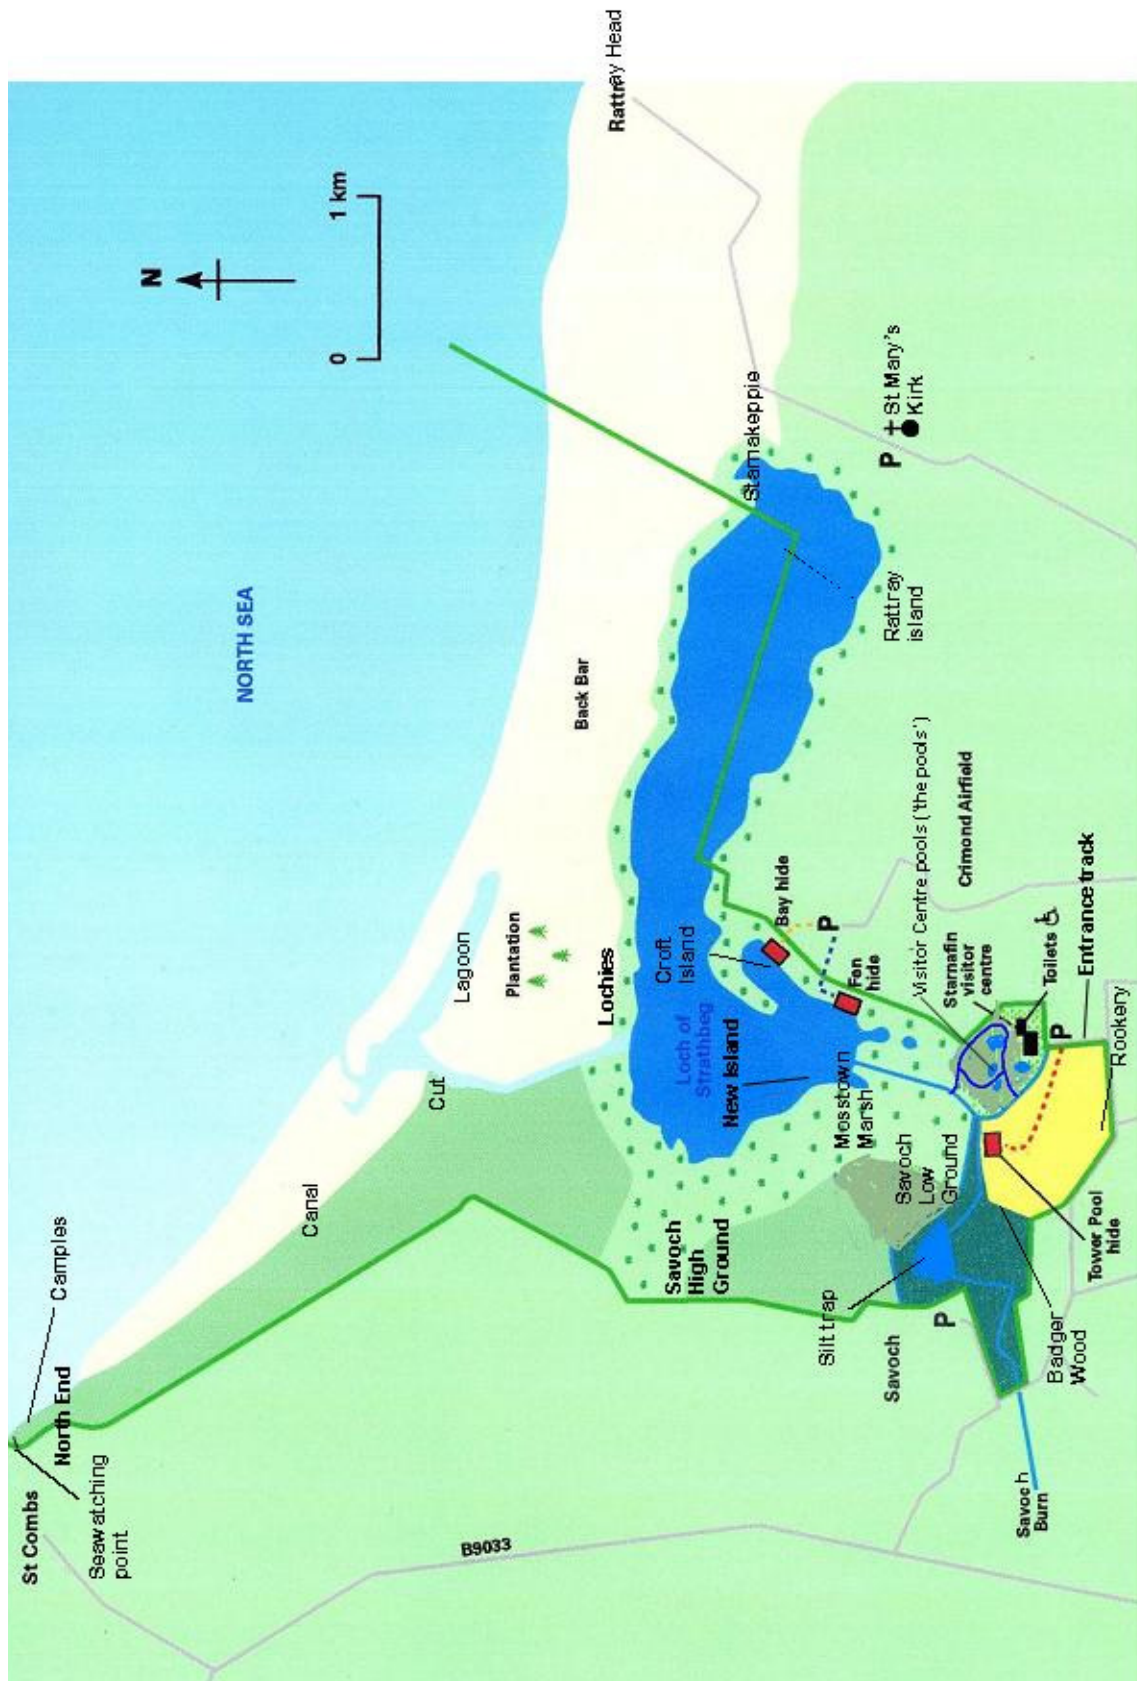 St Combs
Seawatching
point
North End
Camples
N
NORTH SEA
0
1 km
Canal
Cut
Lagoon
B9033
Plantation
Back Bar
Lochies
Rattray Head
Savoch
High
Ground
Loch of
Strathbeg
New Island
Croft
Island
Starnakeppie
Bay hide
Silt trap
Mosstown
Marsh
P
Fen
hide
Savoch
Savoch
Low
Ground
Rattray
island
P
St Mary's
Kirk
Visitor Centre pools ('the pools')
P
Starnafin
visitor
centre
Crimond Airfield
Savoch
Burn
Badger
Wood
Toilets
P
Entrance track
Tower Pool
hide
Rookery